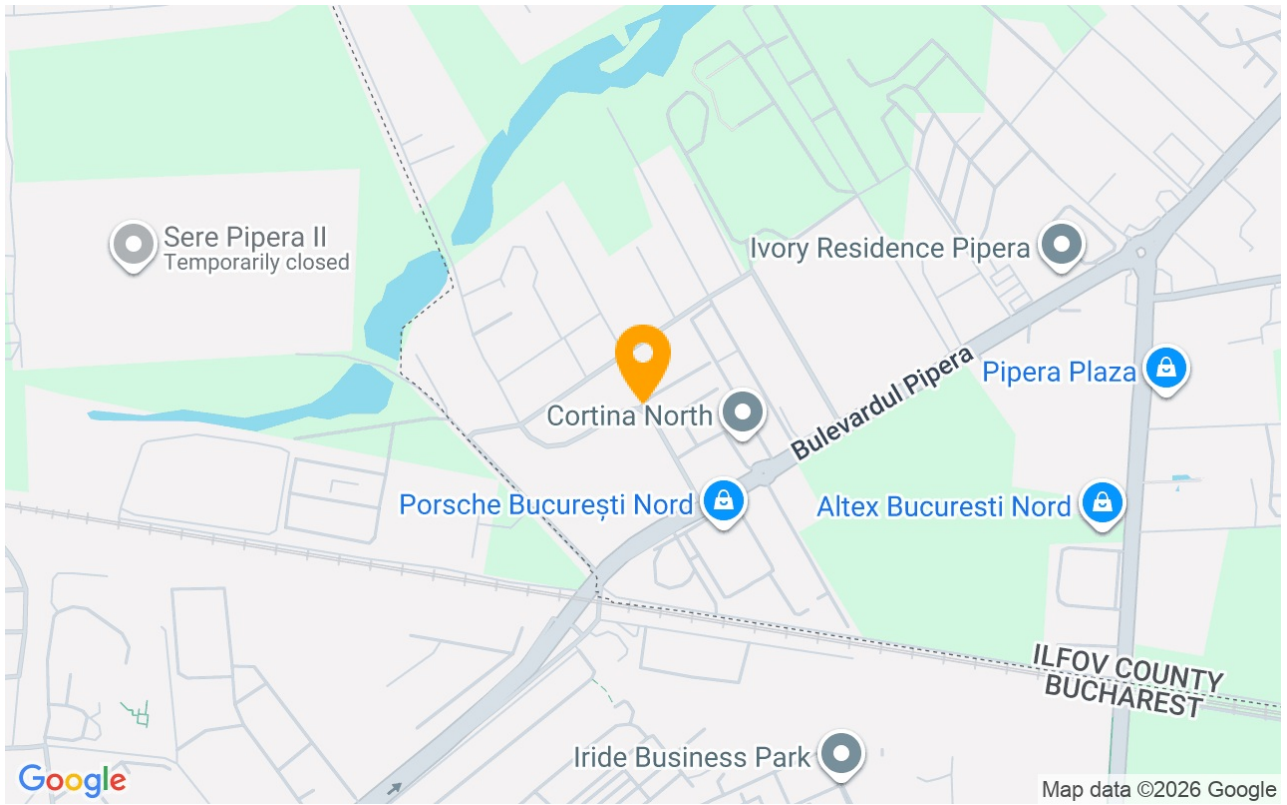 Sere Pipera II
Temporarily closed
Ivory Residence Pipera
Bulevardul Pipera
Pipera Plaza
Cortina North
Porsche București Nord
Altex Bucuresti Nord
ILFOV COUNTY
BUCHAREST
Iride Business Park
Google
Map data ©2026 Google